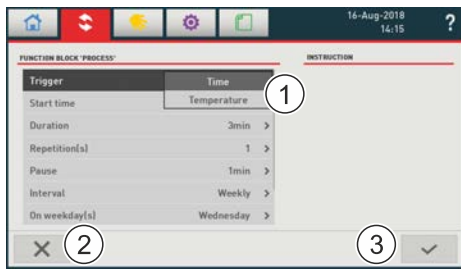 16-Aug-2018
14:15
?
FUNCTION BLOCK 'PROCESS'
INSTRUCTION
Trigger Time
Temperature
1
Start time
Duration 3min >
Repetition(s) 1 >
Pause 1min >
Interval Weekly >
On weekday(s) Wednesday >
2
3